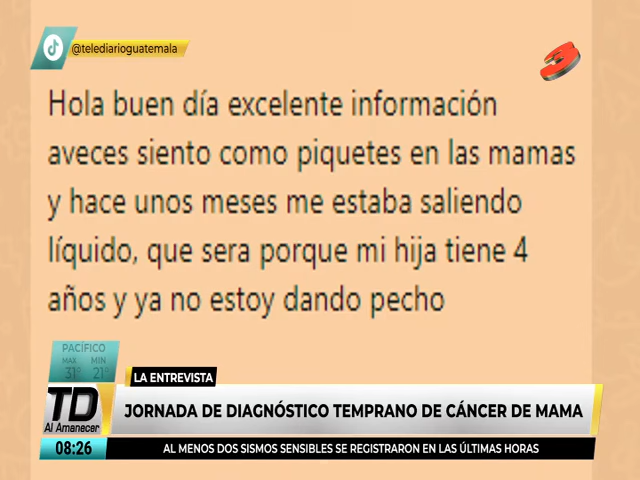 @telediarioguatemala
Hola buen día excelente información
aveces siento como piquetes en las mamas
y hace unos meses me estaba saliendo
líquido, que sera porque mi hija tiene 4
años y ya no estoy dando pecho
PACÍFICO
MAX MIN
31° 21°
LA ENTREVISTA
TD
Al Amanecer
JORNADA DE DIAGNÓSTICO TEMPRANO DE CÁNCER DE MAMA
08:26
AL MENOS DOS SISMOS SENSIBLES SE REGISTRARON EN LAS ÚLTIMAS HORAS
3